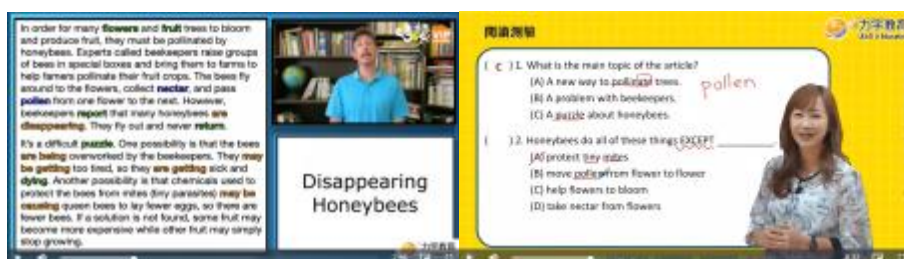 In order for many flowers and fruit trees to bloom
and produce fruit, they must be pollinated by
honeybees. Experts called beekeepers raise groups
of bees in special boxes and bring them to farms to
help famers pollinate their fruit crops. The bees fly
around to the flowers, collect nectar, and pass
pollen from one flower to the next. However,
beekeepers report that many honeybees are
disappearing. They fly out and never return.
It's a difficult puzzle. One possibility is that the bees
are being overworked by the beekeepers. They may
be getting too tired, so they are getting sick and
dying. Another possibility is that chemicals used to
protect the bees from mites (tiny parasites) may be
causing queen bees to lay fewer eggs, so there are
fewer bees. If a solution is not found, some fruit may
become more expensive while other fruit may simply
stop growing.
VIP
Disappearing
Honeybees
力宇教育
閱讀測驗
力宇教育
( C ) 1. What is the main topic of the article?
(A) A new way to pollinate trees.
pollen
(B) A problem with beekeepers.
(C) A puzzle about honeybees.
( ) 2. Honeybees do all of these things EXCEPT
(A) protect tiny mites
(B) move pollen from flower to flower
(C) help flowers to bloom
(D) take nectar from flowers